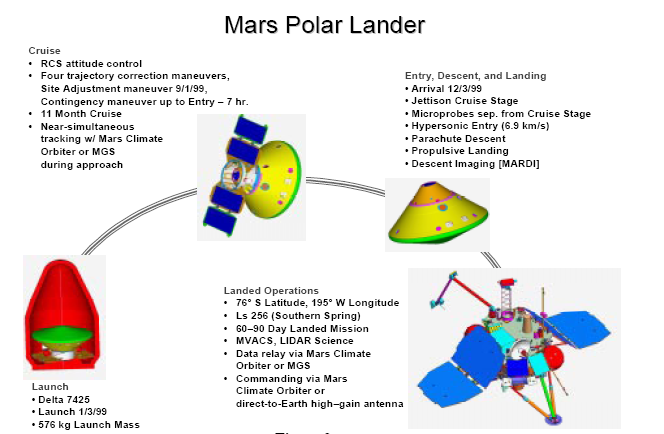 Mars Polar Lander
Cruise
• RCS attitude control
• Four trajectory correction maneuvers,
Site Adjustment maneuver 9/1/99,
Contingency maneuver up to Entry – 7 hr.
• 11 Month Cruise
• Near-simultaneous
tracking w/ Mars Climate
Orbiter or MGS
during approach
Entry, Descent, and Landing
• Arrival 12/3/99
• Jettison Cruise Stage
• Microprobes sep. from Cruise Stage
• Hypersonic Entry (6.9 km/s)
• Parachute Descent
• Propulsive Landing
• Descent Imaging [MARDI]
Landed Operations
• 76° S Latitude, 195° W Longitude
• Ls 256 (Southern Spring)
• 60–90 Day Landed Mission
• MVACS, LIDAR Science
• Data relay via Mars Climate
Orbiter or MGS
• Commanding via Mars
Climate Orbiter or
direct-to-Earth high–gain antenna
Launch
• Delta 7425
• Launch 1/3/99
• 576 kg Launch Mass